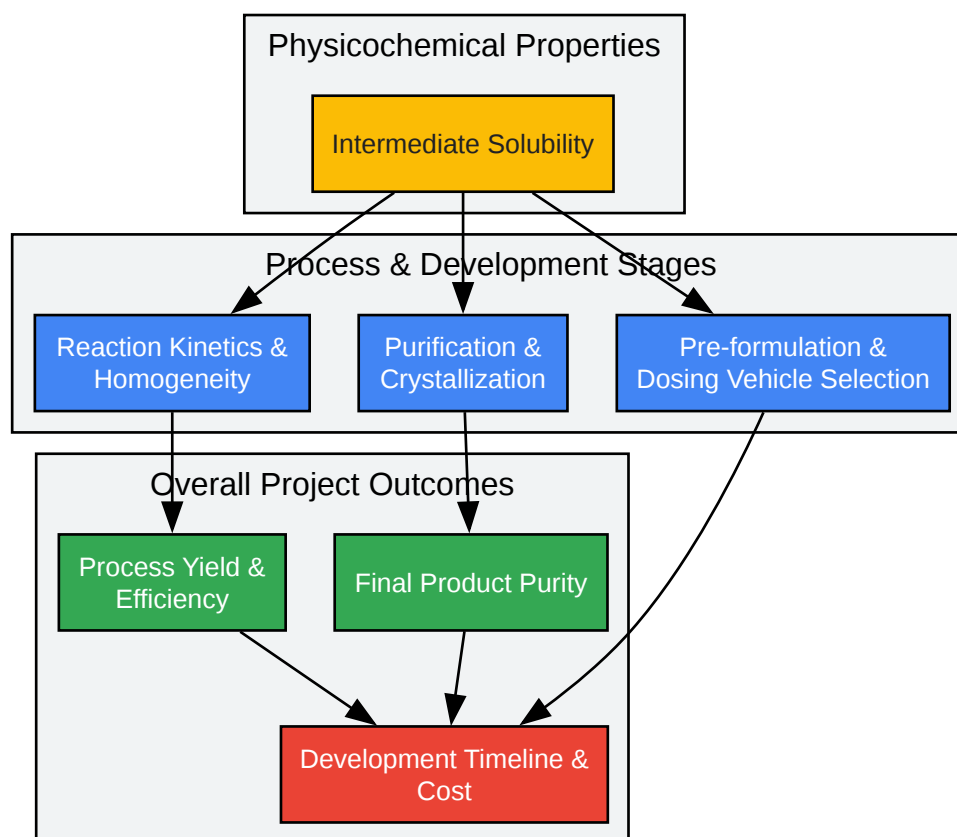 Physicochemical Properties
Intermediate Solubility
Process & Development Stages
Reaction Kinetics &
Homogeneity
Purification &
Crystallization
Pre-formulation &
Dosing Vehicle Selection
Overall Project Outcomes
Process Yield &
Efficiency
Final Product Purity
Development Timeline &
Cost